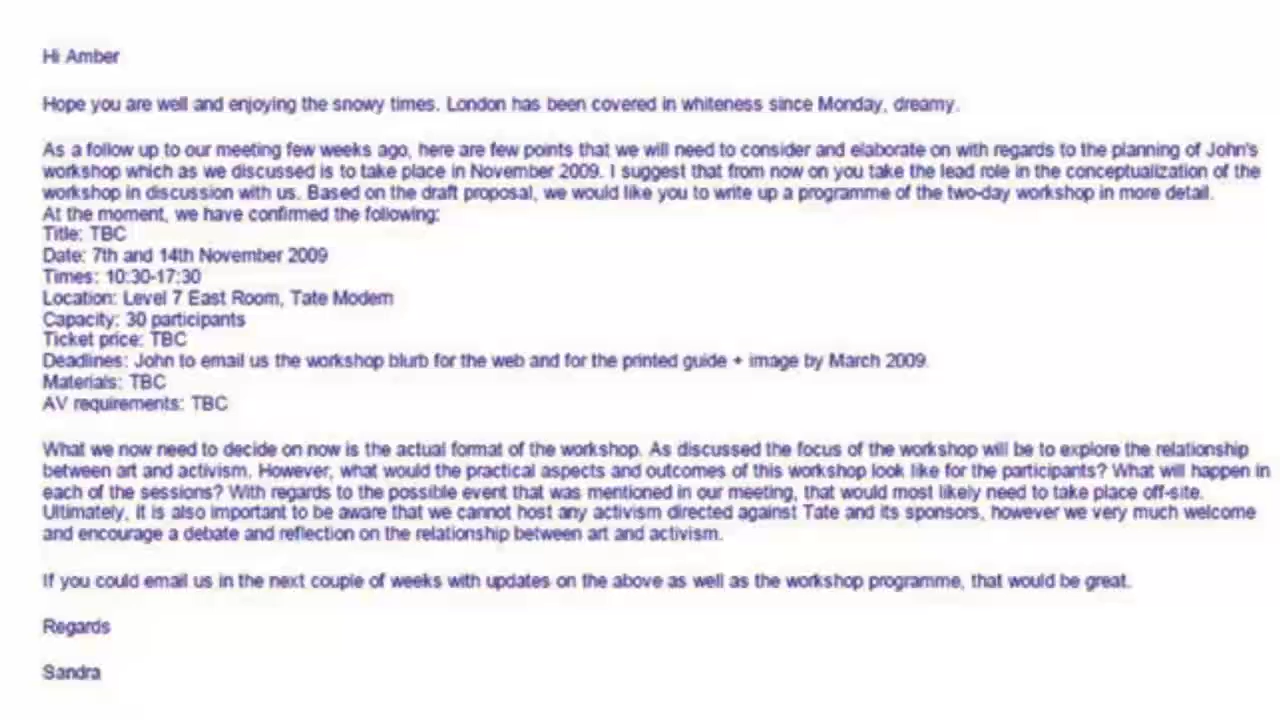 Hi Amber
Hope you are well and enjoying the snowy times. London has been covered in whiteness since Monday, dreamy.
As a follow up to our meeting few weeks ago, here are few points that we will need to consider and elaborate on with regards to the planning of John's
workshop which as we discussed is to take place in November 2009. I suggest that from now on you take the lead role in the conceptualization of the
workshop in discussion with us. Based on the draft proposal, we would like you to write up a programme of the two-day workshop in more detail.
At the moment, we have confirmed the following:
Title: TBC
Date: 7th and 14th November 2009
Times: 10:30-17:30
Location: Level 7 East Room, Tate Modern
Capacity: 30 participants
Ticket price: TBC
Deadlines: John to email us the workshop blurb for the web and for the printed guide + image by March 2009.
Materials: TBC
AV requirements: TBC
What we now need to decide on now is the actual format of the workshop. As discussed the focus of the workshop will be to explore the relationship
between art and activism. However, what would the practical aspects and outcomes of this workshop look like for the participants? What will happen in
each of the sessions? With regards to the possible event that was mentioned in our meeting, that would most likely need to take place off-site.
Ultimately, it is also important to be aware that we cannot host any activism directed against Tate and its sponsors, however we very much welcome
and encourage a debate and reflection on the relationship between art and activism.
If you could email us in the next couple of weeks with updates on the above as well as the workshop programme, that would be great.
Regards
Sandra